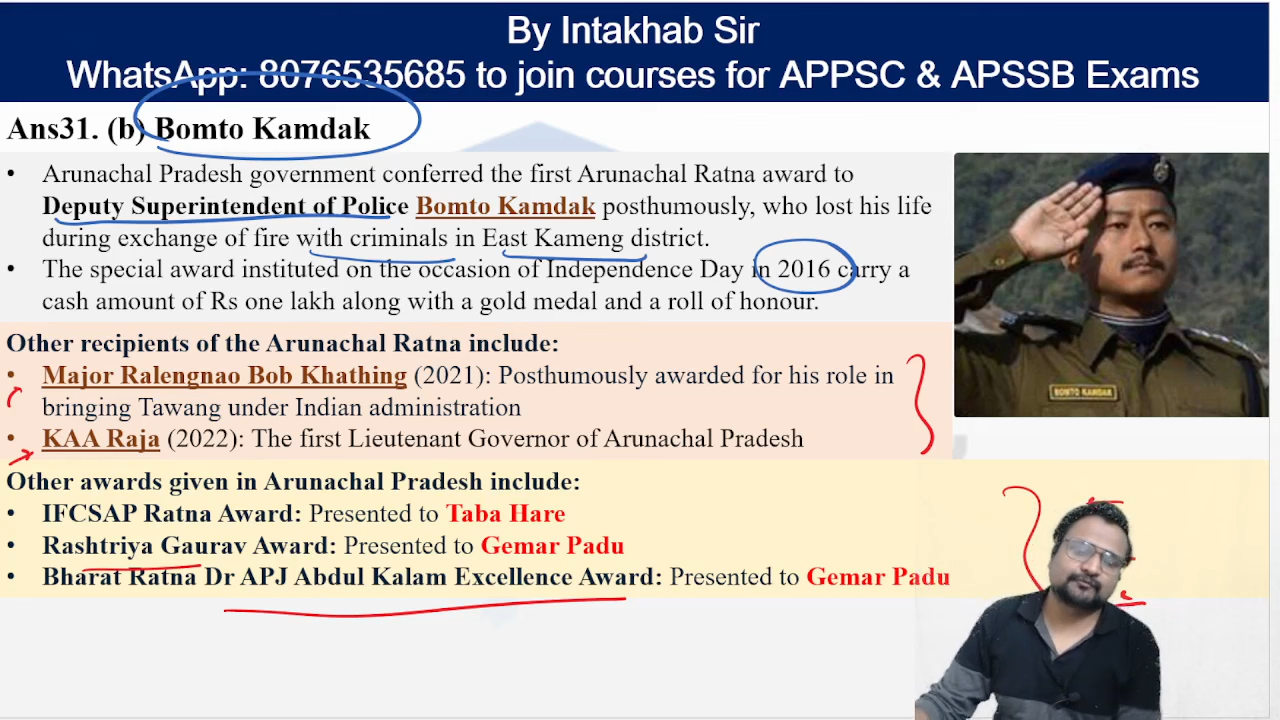 By Intakhab Sir
WhatsApp: 8076535685 to join courses for APPSC & APSSB Exams
Ans31. (b) Bomto Kamdak
• Arunachal Pradesh government conferred the first Arunachal Ratna award to
Deputy Superintendent of Police Bomto Kamdak posthumously, who lost his life
during exchange of fire with criminals in East Kameng district.
• The special award instituted on the occasion of Independence Day in 2016 carry a
cash amount of Rs one lakh along with a gold medal and a roll of honour.
Other recipients of the Arunachal Ratna include:
• Major Ralengnao Bob Khathing (2021): Posthumously awarded for his role in
bringing Tawang under Indian administration
• KAA Raja (2022): The first Lieutenant Governor of Arunachal Pradesh
Other awards given in Arunachal Pradesh include:
• IFCSAP Ratna Award: Presented to Taba Hare
• Rashtriya Gaurav Award: Presented to Gemar Padu
• Bharat Ratna Dr APJ Abdul Kalam Excellence Award: Presented to Gemar Padu
BOMTO KAMDAK